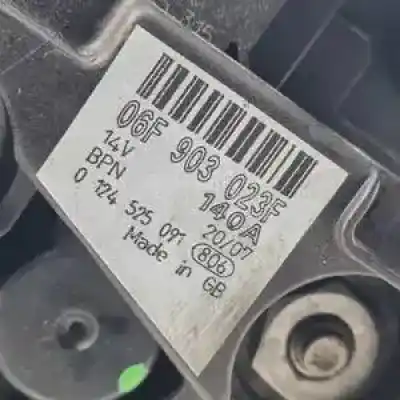 06F 903 023F
14V 140A
BPN 20/07
0 124 525 091 806
Made in GB